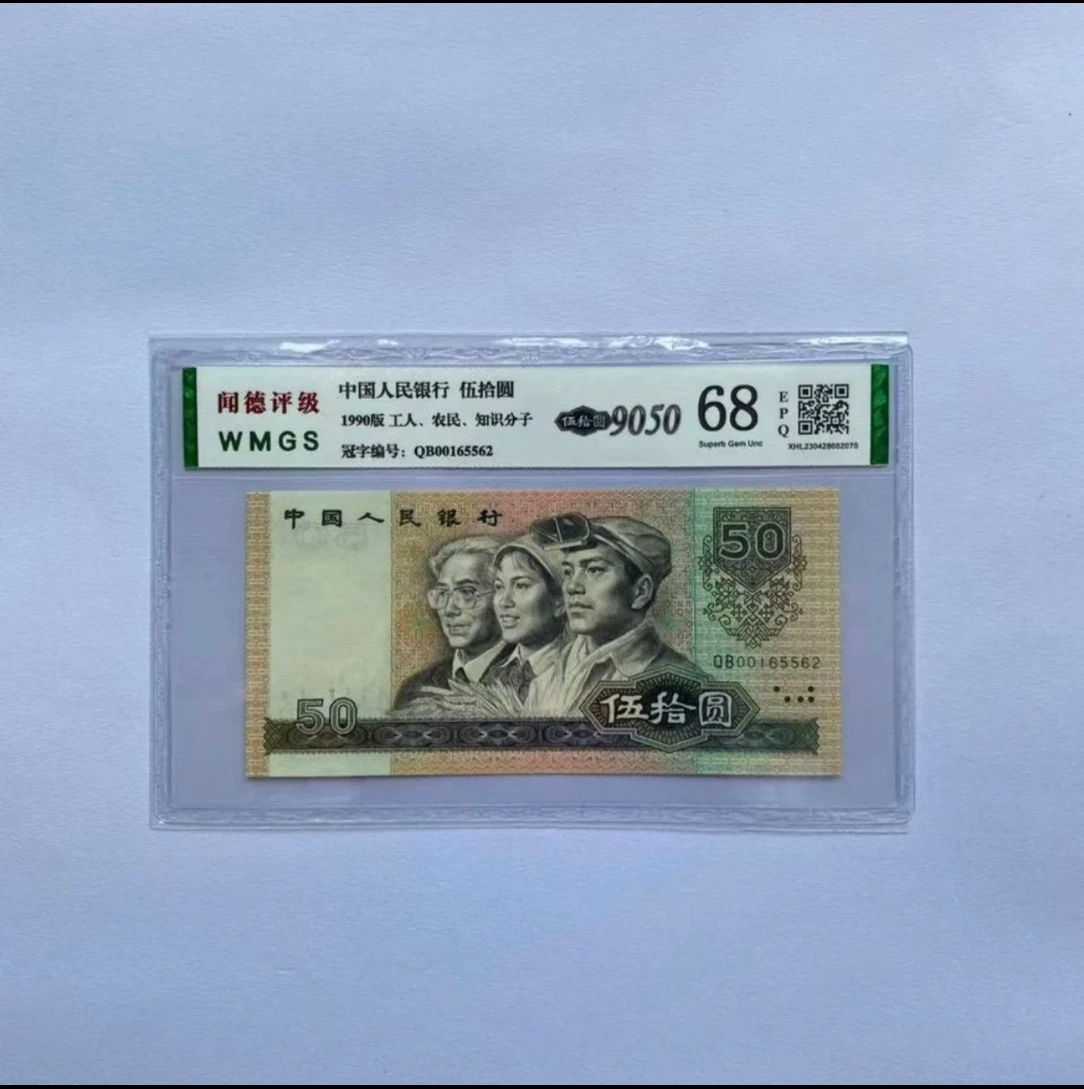 闻德评级
WMGS
中国人民银行 伍拾圆
1990版 工人、农民、知识分子
冠字编号：QB00165562
伍拾圆 9050
68
Superb Gem Unc
EPQ
XHL230428002070
中国人民银行
50
QB00165562
50
伍拾圆